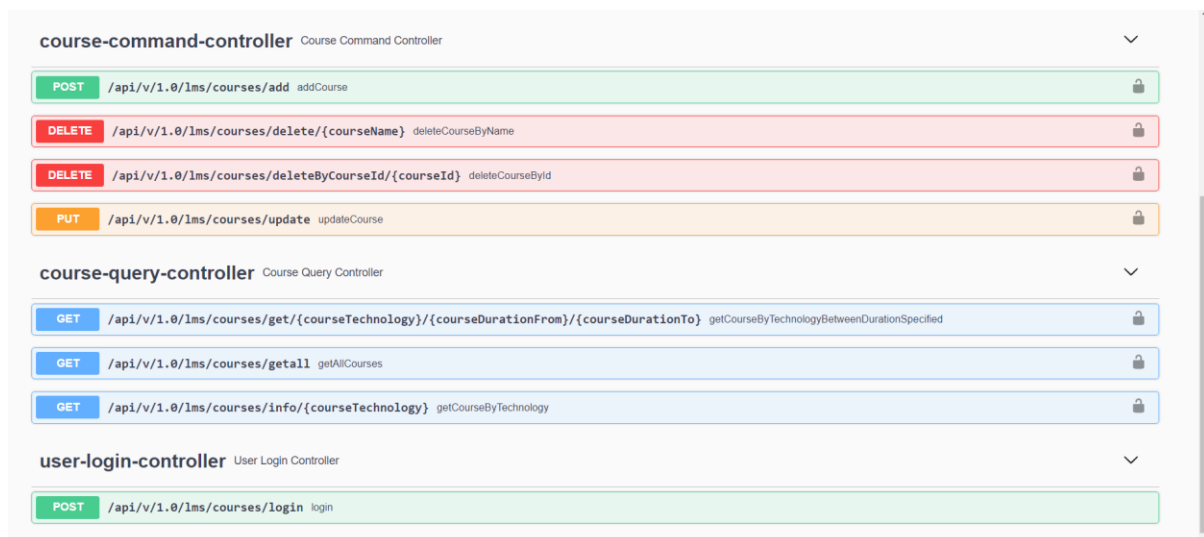 course-command-controller Course Command Controller
POST /api/v/1.0/lms/courses/add addCourse
DELETE /api/v/1.0/lms/courses/delete/{courseName} deleteCourseByName
DELETE /api/v/1.0/lms/courses/deleteByCourseId/{courseId} deleteCourseById
PUT /api/v/1.0/lms/courses/update updateCourse
course-query-controller Course Query Controller
GET /api/v/1.0/lms/courses/get/{courseTechnology}/{courseDurationFrom}/{courseDurationTo} getCourseByTechnologyBetweenDurationSpecified
GET /api/v/1.0/lms/courses/getall getAllCourses
GET /api/v/1.0/lms/courses/info/{courseTechnology} getCourseByTechnology
user-login-controller User Login Controller
POST /api/v/1.0/lms/courses/login login